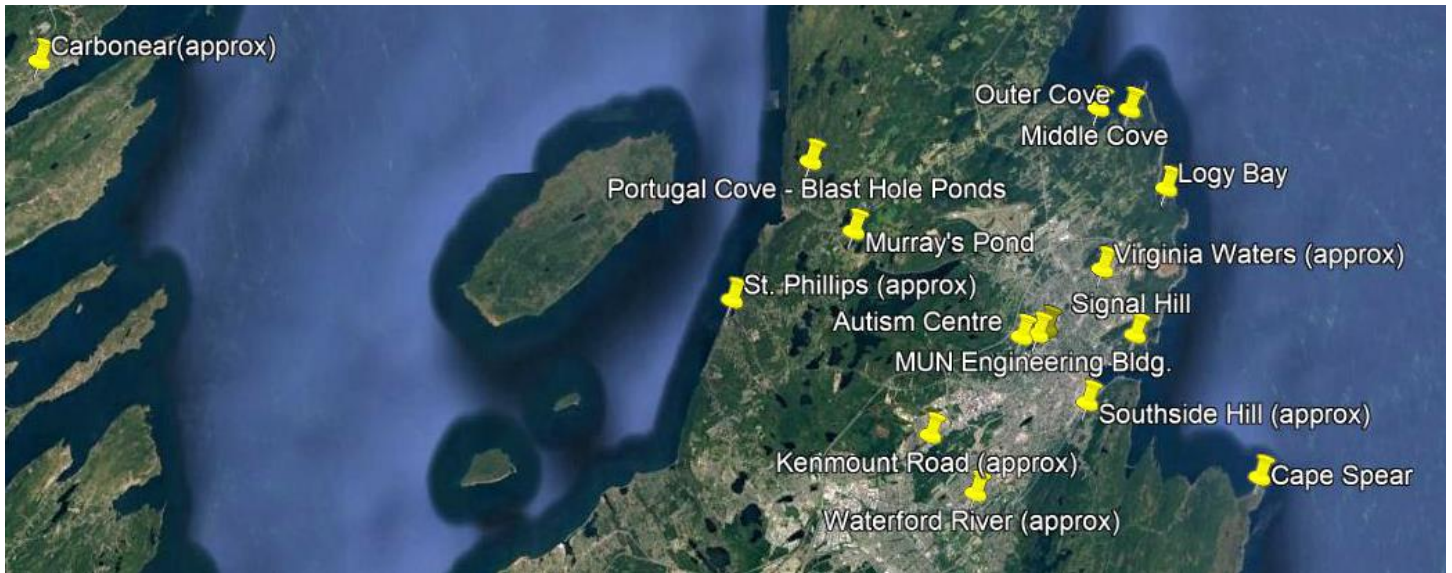 Carbonear(approx)
Outer Cove
Middle Cove
Logy Bay
Portugal Cove - Blast Hole Ponds
Murray's Pond
Virginia Waters (approx)
St. Phillips (approx)
Signal Hill
Autism Centre
MUN Engineering Bldg.
Southside Hill (approx)
Kenmount Road (approx)
Cape Spear
Waterford River (approx)